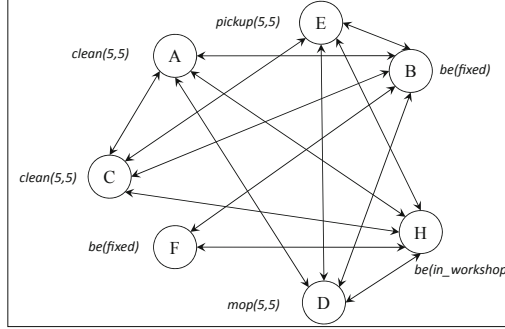 pickup(5,5)
E
clean(5,5)
A
B
be(fixed)
clean(5,5)
C
be(fixed)
F
H
be(in_workshop
mop(5,5)
D